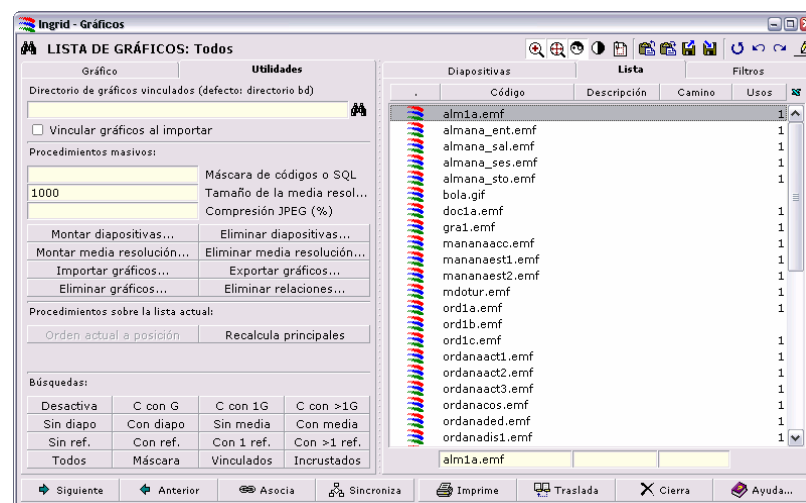 Ingrid - Gráficos
LISTA DE GRÁFICOS: Todos
Gráfico Utilidades
Directorio de gráficos vinculados (defecto: directorio bd)
Vincular gráficos al importar
Procedimientos masivos:
Máscara de códigos o SQL
1000 Tamaño de la media resol...
Compresión JPEG (%)
Montar diapositivas... Eliminar diapositivas...
Montar media resolución... Eliminar media resolución...
Importar gráficos... Exportar gráficos...
Eliminar gráficos... Eliminar relaciones...
Procedimientos sobre la lista actual:
Orden actual a posición Recalcula principales
Búsquedas:
Desactiva C con G C con 1G C con >1G
Sin diapo Con diapo Sin media Con media
Sin ref. Con ref. Con 1 ref. Con >1 ref.
Todos Máscara Vinculados Incrustados
Diapositivas Lista Filtros
. Código Descripción Camino Usos
alm1a.emf 1
almana_ent.emf 1
almana_sal.emf 1
almana_ses.emf 1
almana_sto.emf 1
bola.gif
doc1a.emf 1
gra1.emf 1
mananaacc.emf 1
mananaest1.emf 1
mananaest2.emf 1
mdotur.emf 1
ord1a.emf 1
ord1b.emf
ord1c.emf 1
ordanaact1.emf 1
ordanaact2.emf 1
ordanaact3.emf 1
ordanacos.emf 1
ordanaded.emf 1
ordanadis1.emf 1
alm1a.emf
Siguiente Anterior Asocia Sincroniza Imprime Traslada Cierra Ayuda...